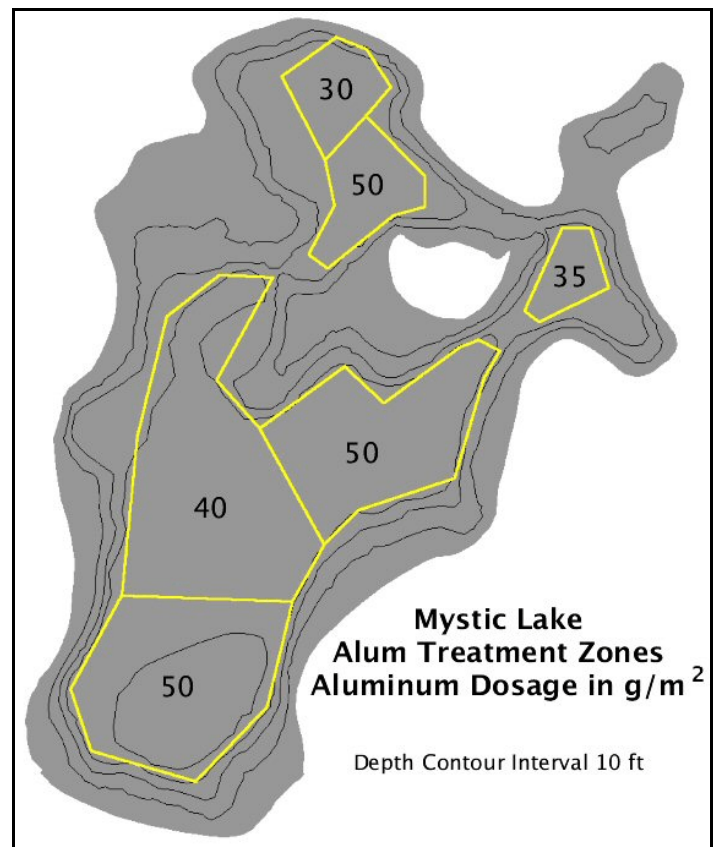 30
50
35
50
40
50
Mystic Lake
Alum Treatment Zones
Aluminum Dosage in g/m²
Depth Contour Interval 10 ft